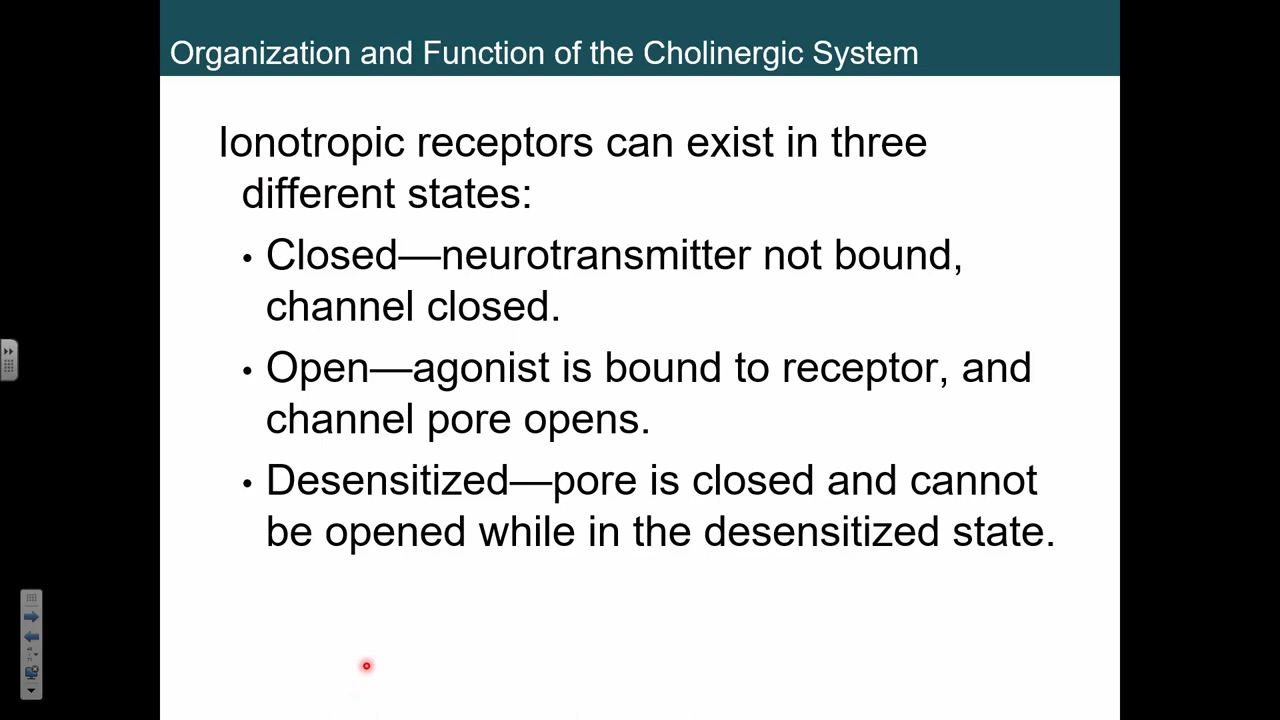 Organization and Function of the Cholinergic System
Ionotropic receptors can exist in three
different states:
• Closed—neurotransmitter not bound,
channel closed.
• Open—agonist is bound to receptor, and
channel pore opens.
• Desensitized—pore is closed and cannot
be opened while in the desensitized state.